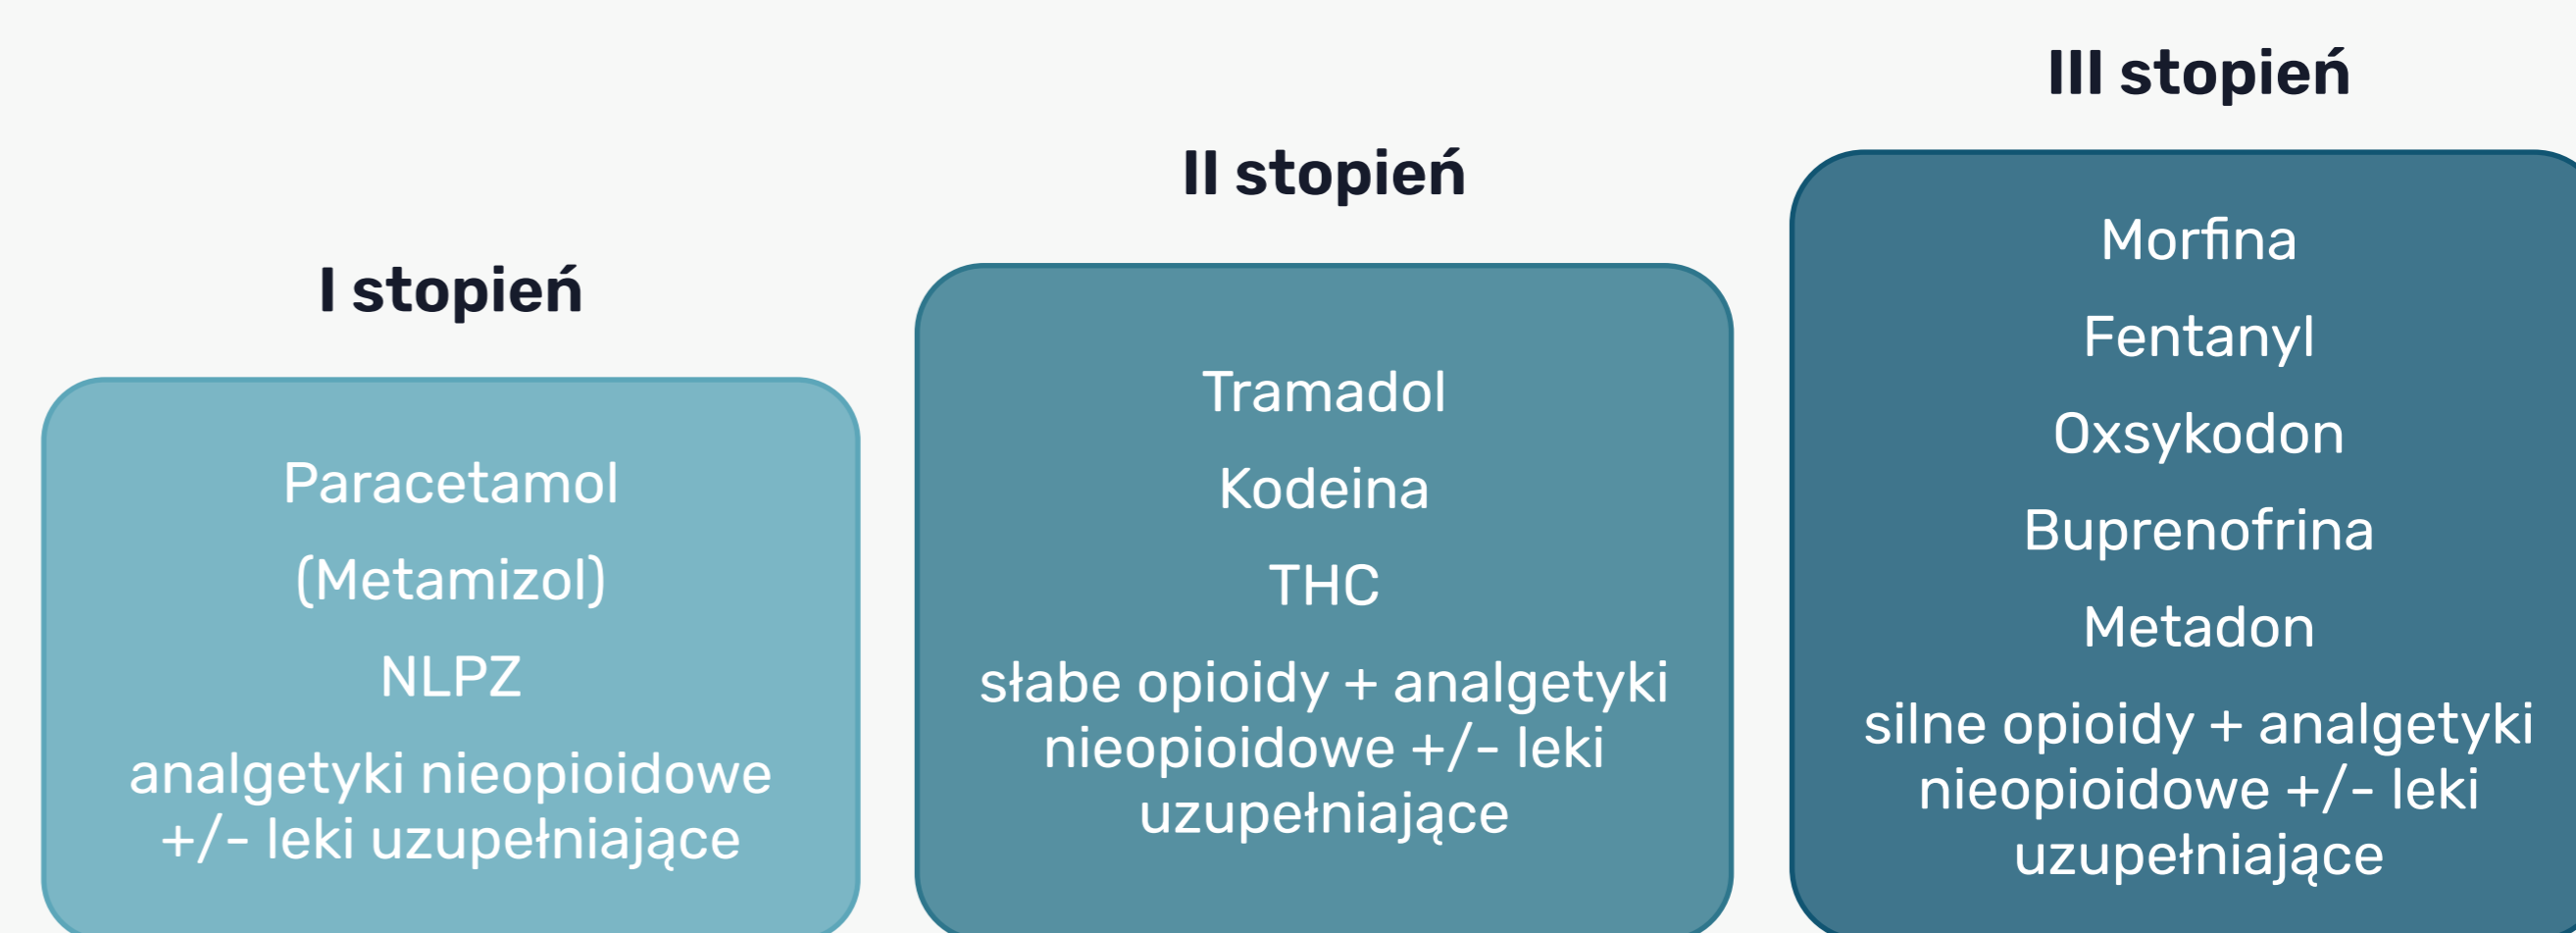 I stopień
Paracetamol
(Metamizol)
NLPZ
analgetyki nieopioidowe
+/- leki uzupełniające
II stopień
Tramadol
Kodeina
THC
słabe opioidy + analgetyki
nieopioidowe +/- leki
uzupełniające
III stopień
Morfina
Fentanyl
Oxsykodon
Buprenofrina
Metadon
silne opioidy + analgetyki
nieopioidowe +/- leki
uzupełniające